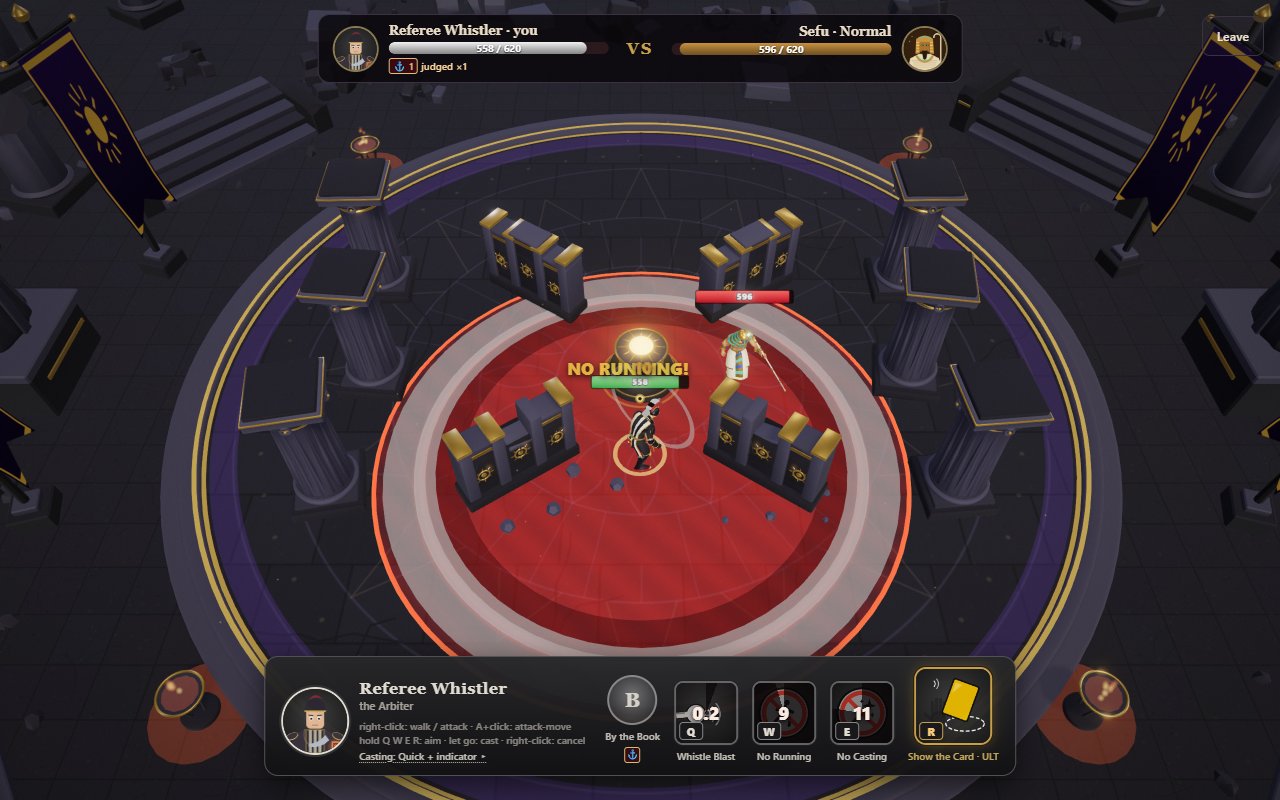 Referee Whistler - you
558 / 620
1 judged ×1
VS
Sefu · Normal
596 / 620
Leave
596
NO RUNNING!
558
Referee Whistler
the Arbiter
right-click: walk / attack · A+click: attack-move
hold Q W E R: aim · let go: cast · right-click: cancel
Casting: Quick + indicator
B
By the Book
0.2
Q
Whistle Blast
9
W
No Running
11
E
No Casting
R
Show the Card · ULT